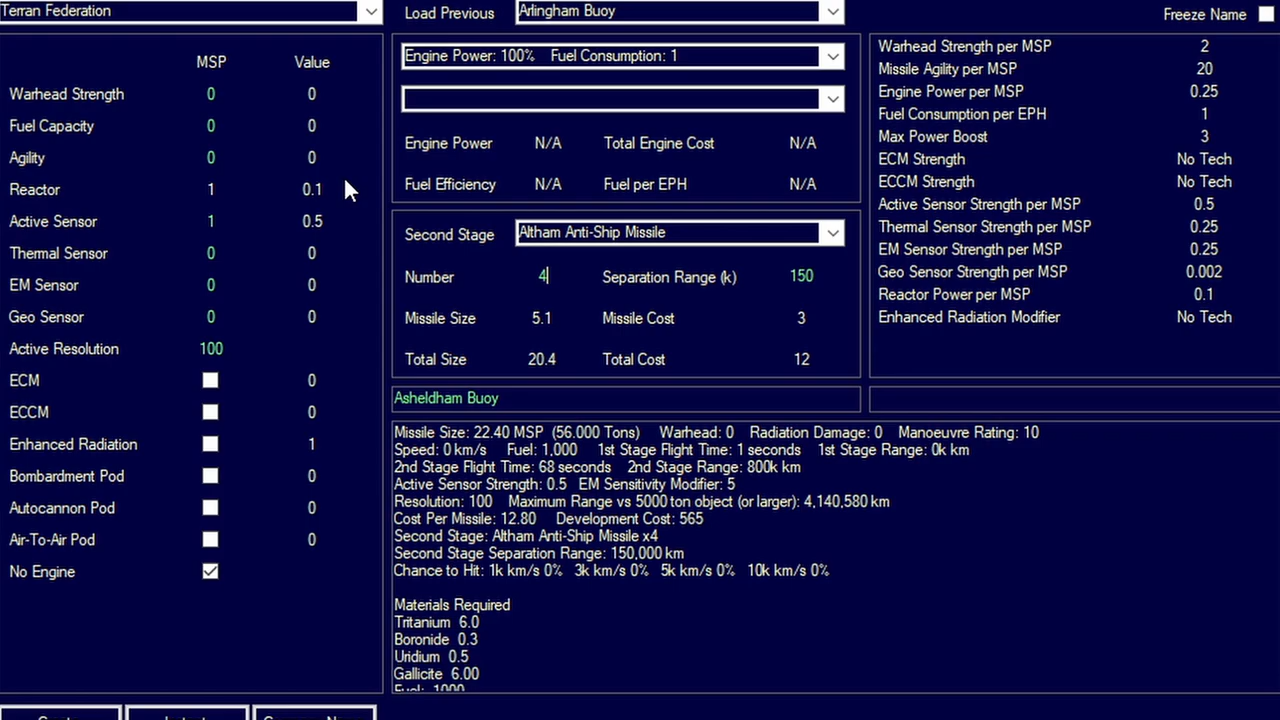 Terran Federation
Load Previous Arlingham Buoy
Freeze Name
MSP Value
Warhead Strength 0 0
Fuel Capacity 0 0
Agility 0 0
Reactor 1 0.1
Active Sensor 1 0.5
Thermal Sensor 0 0
EM Sensor 0 0
Geo Sensor 0 0
Active Resolution 100
ECM 0
ECCM 0
Enhanced Radiation 1
Bombardment Pod 0
Autocannon Pod 0
Air-To-Air Pod 0
No Engine
Engine Power: 100% Fuel Consumption: 1
Engine Power N/A Total Engine Cost N/A
Fuel Efficiency N/A Fuel per EPH N/A
Second Stage Altham Anti-Ship Missile
Number 4 Separation Range (k) 150
Missile Size 5.1 Missile Cost 3
Total Size 20.4 Total Cost 12
Warhead Strength per MSP 2
Missile Agility per MSP 20
Engine Power per MSP 0.25
Fuel Consumption per EPH 1
Max Power Boost 3
ECM Strength No Tech
ECCM Strength No Tech
Active Sensor Strength per MSP 0.5
Thermal Sensor Strength per MSP 0.25
EM Sensor Strength per MSP 0.25
Geo Sensor Strength per MSP 0.002
Reactor Power per MSP 0.1
Enhanced Radiation Modifier No Tech
Asheldham Buoy
Missile Size: 22.40 MSP (56.000 Tons) Warhead: 0 Radiation Damage: 0 Manoeuvre Rating: 10
Speed: 0 km/s Fuel: 1,000 1st Stage Flight Time: 1 seconds 1st Stage Range: 0k km
2nd Stage Flight Time: 68 seconds 2nd Stage Range: 800k km
Active Sensor Strength: 0.5 EM Sensitivity Modifier: 5
Resolution: 100 Maximum Range vs 5000 ton object (or larger): 4,140,580 km
Cost Per Missile: 12.80 Development Cost: 565
Second Stage: Altham Anti-Ship Missile x4
Second Stage Separation Range: 150,000 km
Chance to Hit: 1k km/s 0% 3k km/s 0% 5k km/s 0% 10k km/s 0%
Materials Required
Tritanium 6.0
Boronide 0.3
Uridium 0.5
Gallicite 6.00
Fuel: 1000